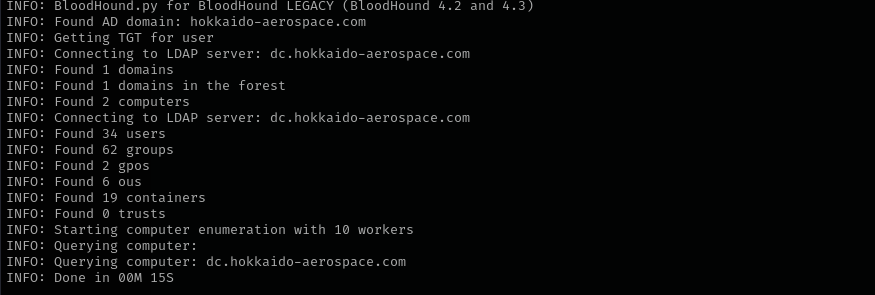 INFO: BloodHound.py for BloodHound LEGACY (BloodHound 4.2 and 4.3)
INFO: Found AD domain: hokkaido-aerospace.com
INFO: Getting TGT for user
INFO: Connecting to LDAP server: dc.hokkaido-aerospace.com
INFO: Found 1 domains
INFO: Found 1 domains in the forest
INFO: Found 2 computers
INFO: Connecting to LDAP server: dc.hokkaido-aerospace.com
INFO: Found 34 users
INFO: Found 62 groups
INFO: Found 2 gpos
INFO: Found 6 ous
INFO: Found 19 containers
INFO: Found 0 trusts
INFO: Starting computer enumeration with 10 workers
INFO: Querying computer:
INFO: Querying computer: dc.hokkaido-aerospace.com
INFO: Done in 00M 15S